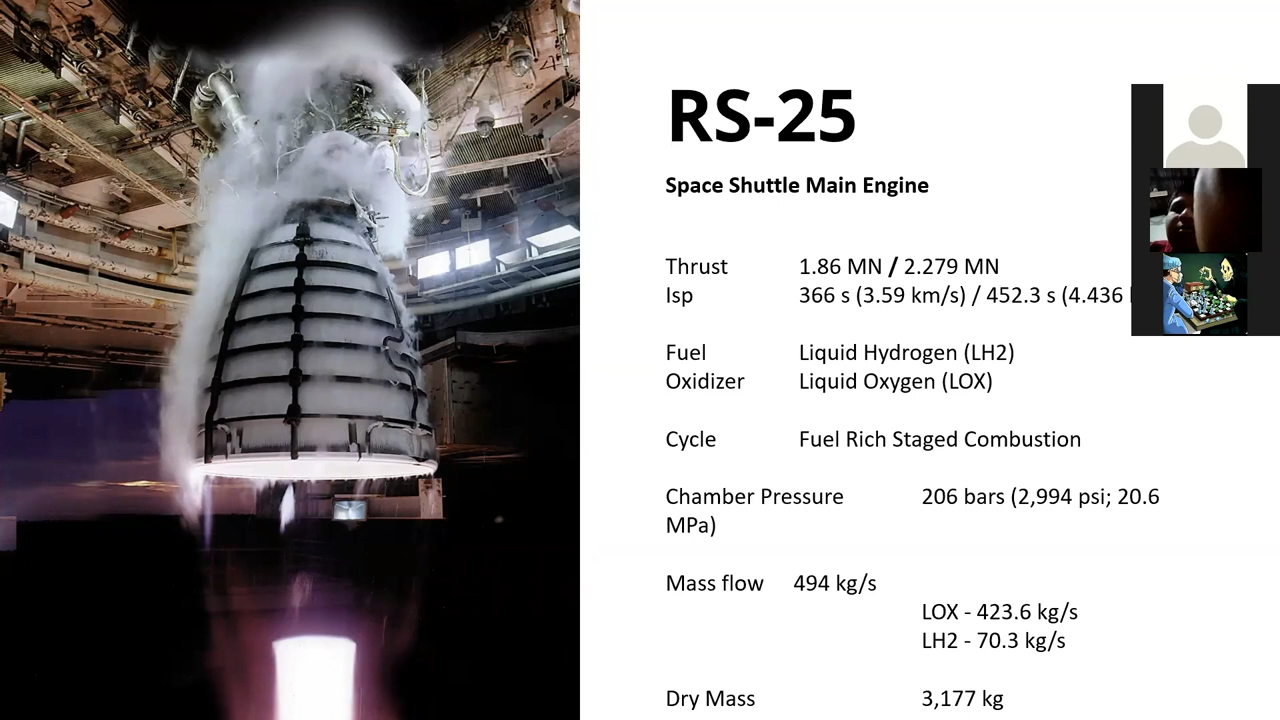 RS-25
Space Shuttle Main Engine
Thrust 1.86 MN / 2.279 MN
Isp 366 s (3.59 km/s) / 452.3 s (4.436
Fuel Liquid Hydrogen (LH2)
Oxidizer Liquid Oxygen (LOX)
Cycle Fuel Rich Staged Combustion
Chamber Pressure 206 bars (2,994 psi; 20.6
MPa)
Mass flow 494 kg/s
LOX - 423.6 kg/s
LH2 - 70.3 kg/s
Dry Mass 3,177 kg